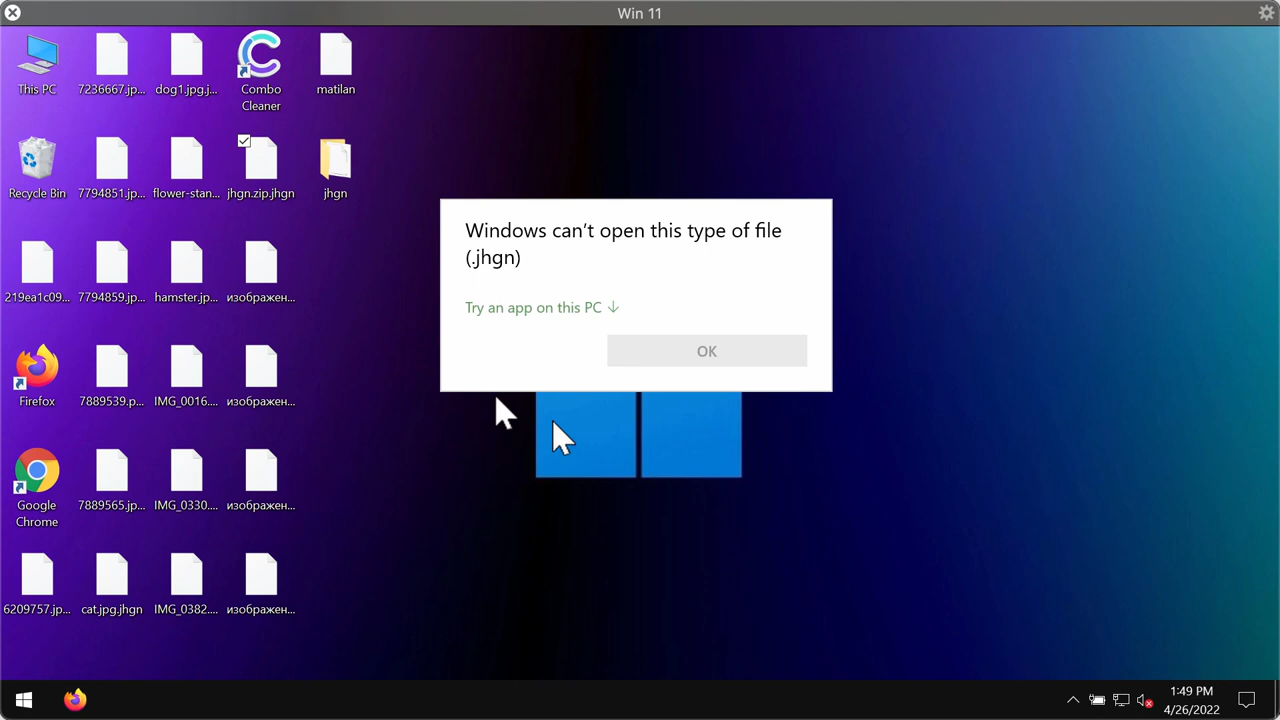 Win 11
This PC
7236667.jp...
dog1.jpg.j...
Combo
Cleaner
matilan
Recycle Bin
7794851.jp...
flower-stan...
jhgn.zip.jhgn
jhgn
219ea1c09...
7794859.jp...
hamster.jp...
изображен...
Firefox
7889539.p...
IMG_0016....
изображен...
Google
Chrome
7889565.jp...
IMG_0330....
изображен...
6209757.jp...
cat.jpg.jhgn
IMG_0382....
изображен...
Windows can't open this type of file
(.jhgn)
Try an app on this PC ↓
OK
1:49 PM
4/26/2022